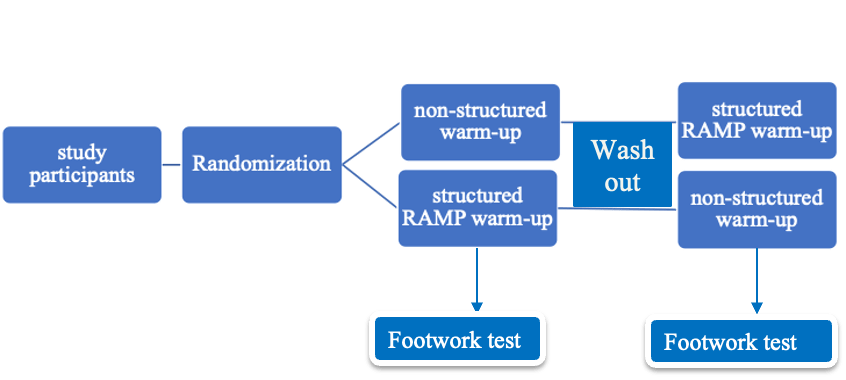 study
participants
Randomization
non-structured
warm-up
structured
RAMP warm-up
Wash
out
structured
RAMP warm-up
non-structured
warm-up
Footwork test
Footwork test